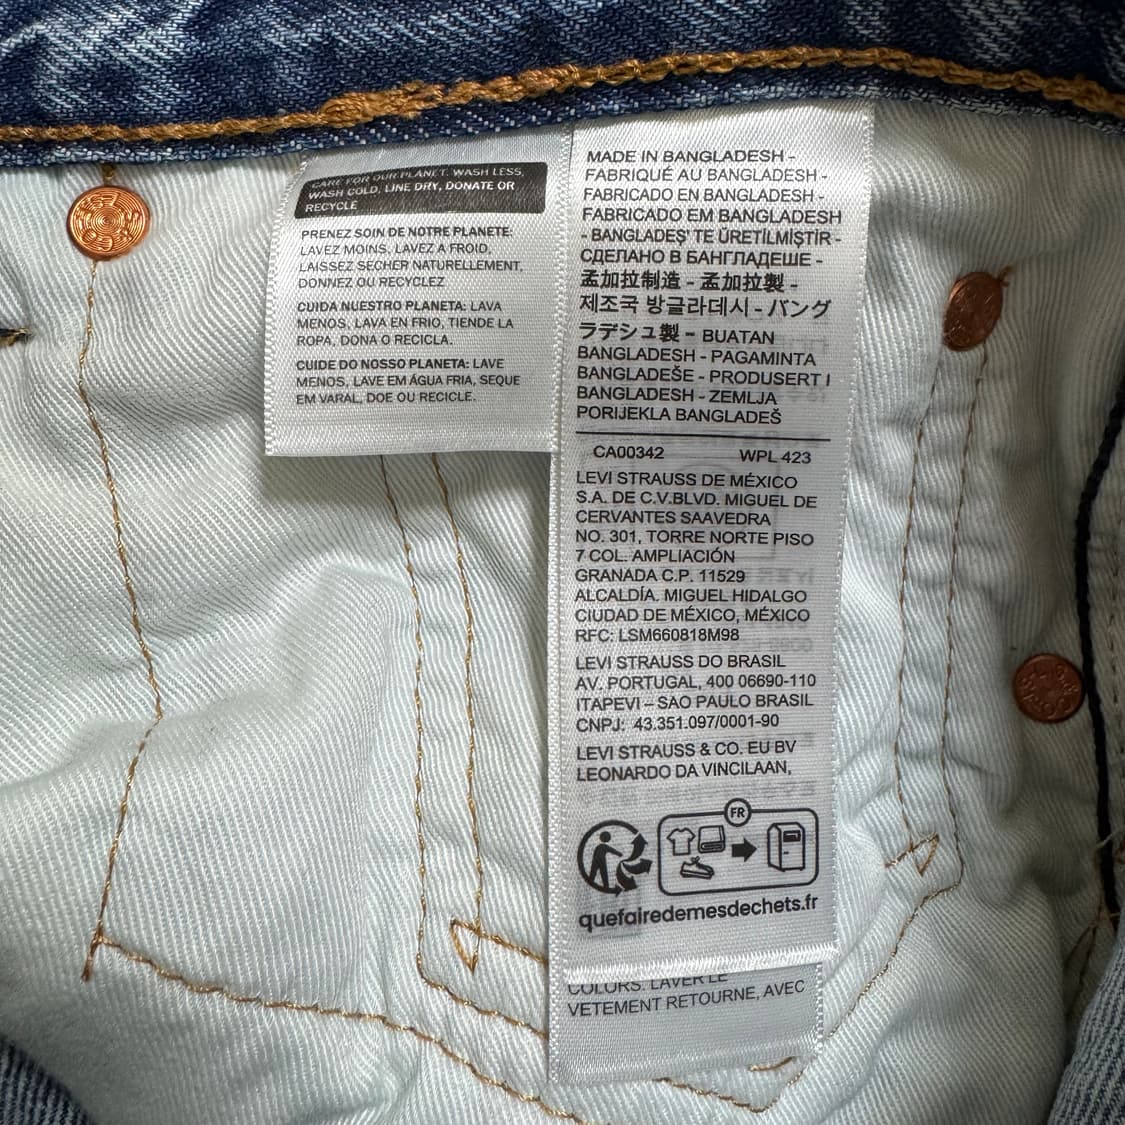 CARE FOR OUR PLANET. WASH LESS,
WASH COLD, LINE DRY, DONATE OR
RECYCLE
PRENEZ SOIN DE NOTRE PLANETE:
LAVEZ MOINS, LAVEZ A FROID,
LAISSEZ SECHER NATURELLEMENT,
DONNEZ OU RECYCLEZ
CUIDA NUESTRO PLANETA: LAVA
MENOS, LAVA EN FRIO, TIENDE LA
ROPA, DONA O RECICLA.
CUIDE DO NOSSO PLANETA: LAVE
MENOS, LAVE EM ÁGUA FRIA, SEQUE
EM VARAL, DOE OU RECICLE.
MADE IN BANGLADESH -
FABRIQUÉ AU BANGLADESH -
FABRICADO EN BANGLADESH -
FABRICADO EM BANGLADESH
- BANGLADEŞ' TE ÜRETİLMİŞTİR -
СДЕЛАНО В БАНГЛАДЕШЕ -
孟加拉制造 - 孟加拉製 -
제조국 방글라데시 - バング
ラデシュ製 - BUATAN
BANGLADESH - PAGAMINTA
BANGLADEŠE - PRODUSERT I
BANGLADESH - ZEMLJA
PORIJEKLA BANGLADEŠ
CA00342 WPL 423
LEVI STRAUSS DE MÉXICO
S.A. DE C.V.BLVD. MIGUEL DE
CERVANTES SAAVEDRA
NO. 301, TORRE NORTE PISO
7 COL. AMPLIACIÓN
GRANADA C.P. 11529
ALCALDÍA. MIGUEL HIDALGO
CIUDAD DE MÉXICO, MÉXICO
RFC: LSM660818M98
LEVI STRAUSS DO BRASIL
AV. PORTUGAL, 400 06690-110
ITAPEVI – SAO PAULO BRASIL
CNPJ: 43.351.097/0001-90
LEVI STRAUSS & CO. EU BV
LEONARDO DA VINCILAAN,
FR
quefairedemesdechets.fr
COLORS. LAVER LE
VETEMENT RETOURNE, AVEC